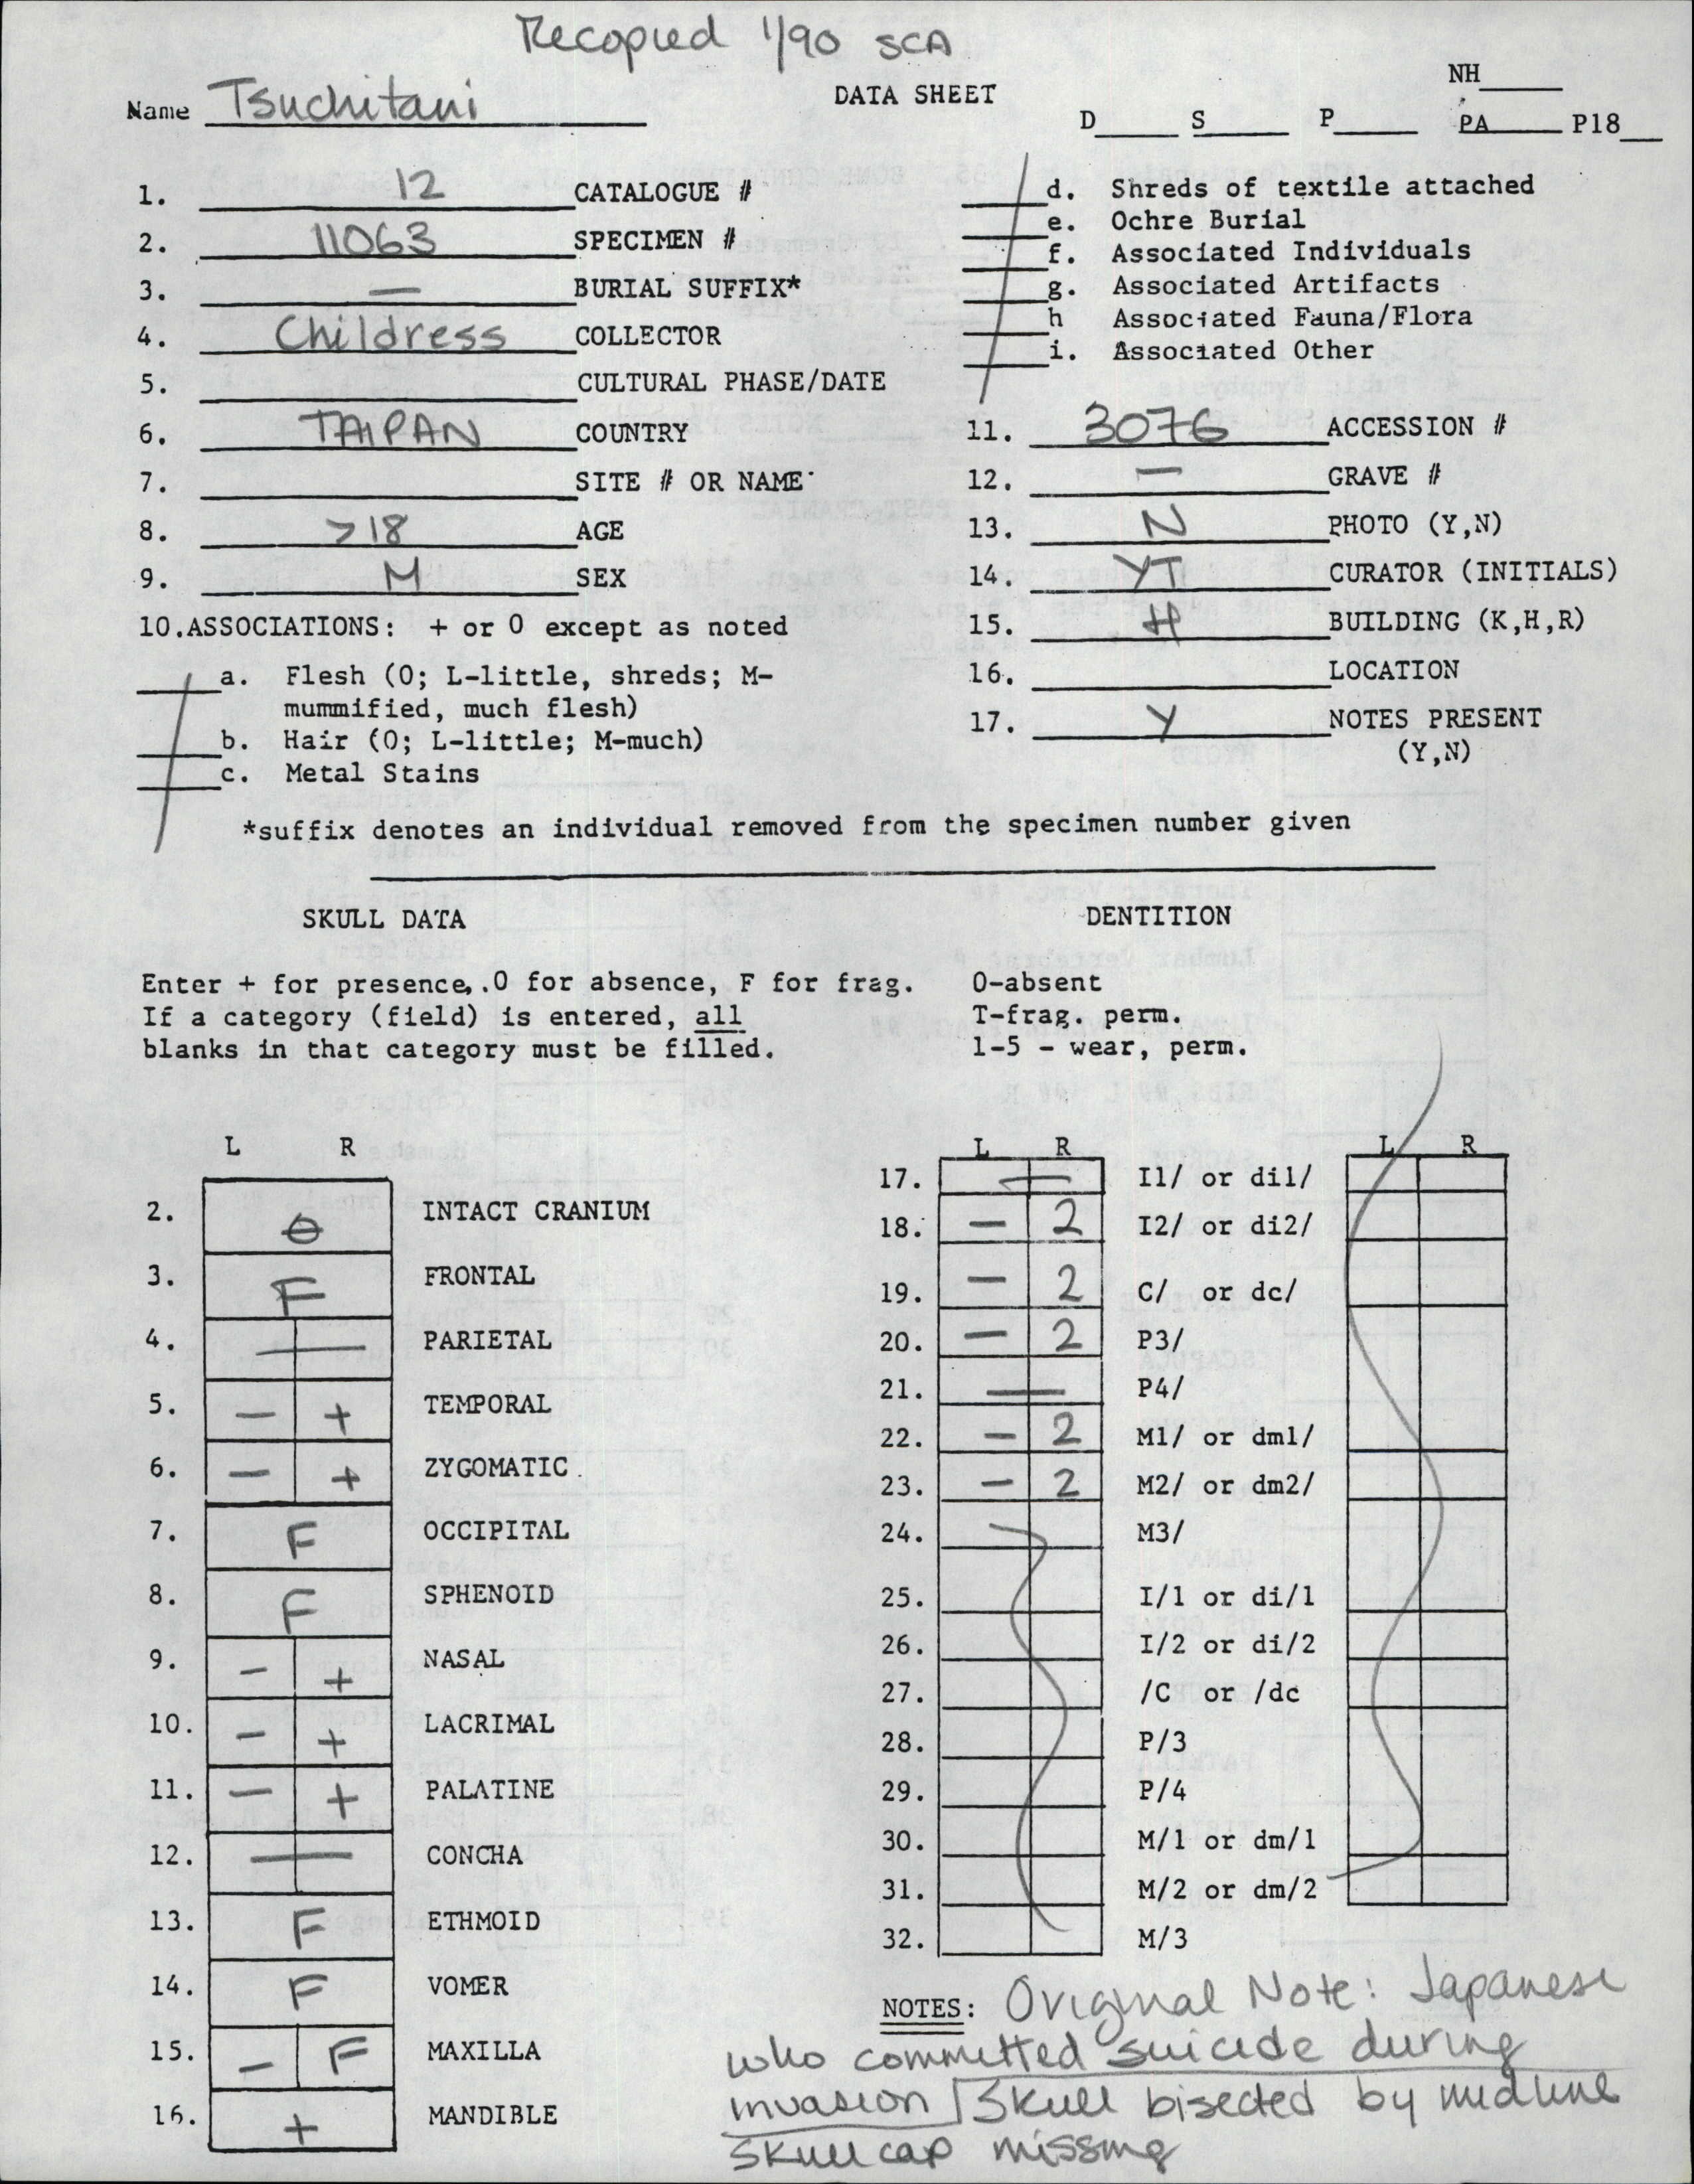 Recopied 1/90 SCA
Name Tsuchitani
DATA SHEET
NH
D S P PA P18
1. 12 CATALOGUE #
2. 11063 SPECIMEN #
3. — BURIAL SUFFIX*
4. Childress COLLECTOR
5. CULTURAL PHASE/DATE
6. TAIPAN COUNTRY
7. SITE # OR NAME
8. >18 AGE
9. M SEX
10.ASSOCIATIONS: + or 0 except as noted
a. Flesh (0; L-little, shreds; M-
mummified, much flesh)
b. Hair (0; L-little; M-much)
c. Metal Stains
d. Shreds of textile attached
e. Ochre Burial
f. Associated Individuals
g. Associated Artifacts
h Associated Fauna/Flora
i. Associated Other
11. 3076 ACCESSION #
12. — GRAVE #
13. N PHOTO (Y,N)
14. YT CURATOR (INITIALS)
15. H BUILDING (K,H,R)
16. LOCATION
17. Y NOTES PRESENT
(Y,N)
*suffix denotes an individual removed from the specimen number given
SKULL DATA
Enter + for presence, .0 for absence, F for frag.
If a category (field) is entered, all
blanks in that category must be filled.
L R
2. 0 INTACT CRANIUM
3. F FRONTAL
4. — PARIETAL
5. — + TEMPORAL
6. — + ZYGOMATIC
7. F OCCIPITAL
8. F SPHENOID
9. — + NASAL
10. — + LACRIMAL
11. — + PALATINE
12. — CONCHA
13. F ETHMOID
14. F VOMER
15. — F MAXILLA
16. + MANDIBLE
DENTITION
0-absent
T-frag. perm.
1-5 - wear, perm.
L R L R
17. — I1/ or di1/
18. — 2 I2/ or di2/
19. — 2 C/ or dc/
20. — 2 P3/
21. — P4/
22. — 2 M1/ or dm1/
23. — 2 M2/ or dm2/
24. M3/
25. I/1 or di/1
26. I/2 or di/2
27. /C or /dc
28. P/3
29. P/4
30. M/1 or dm/1
31. M/2 or dm/2
32. M/3
NOTES: Original Note: Japanese
who committed suicide during
invasion Skull bisected by midline
skull cap missing